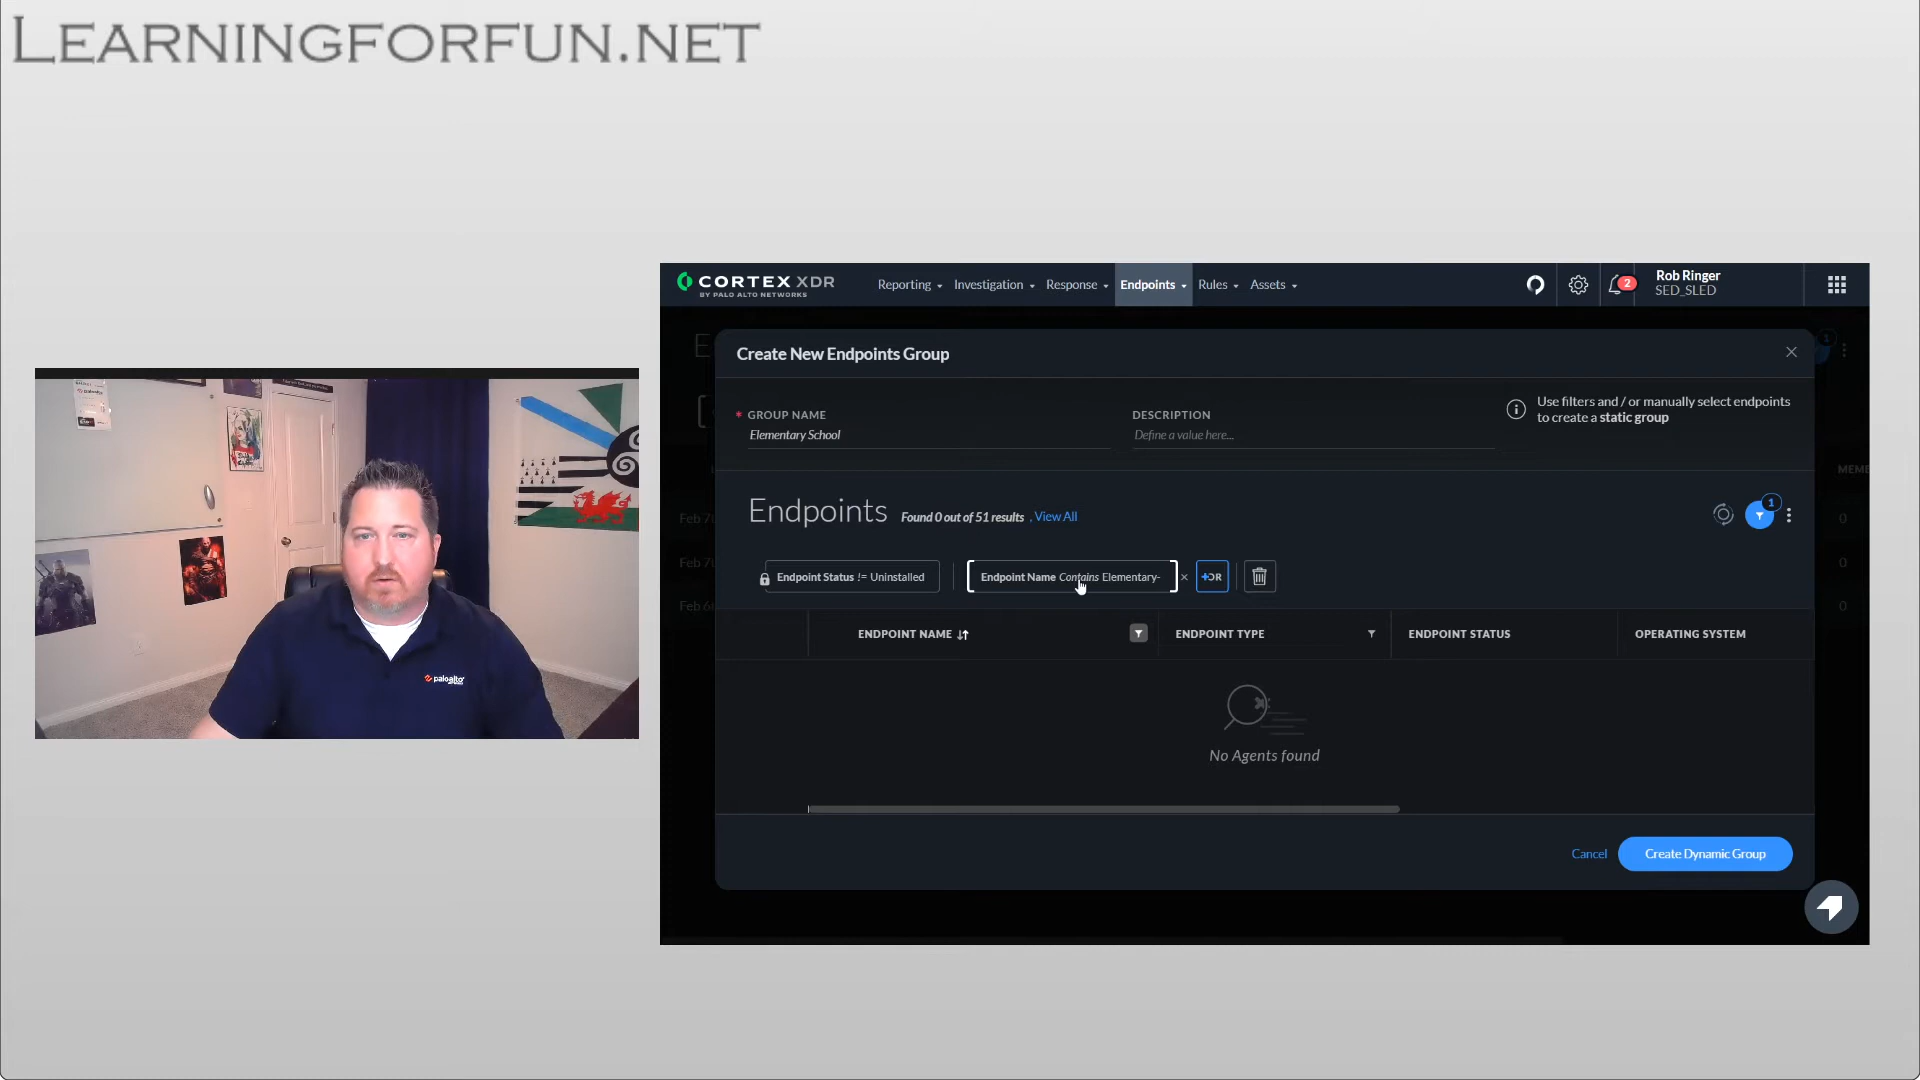 LEARNINGFORFUN.NET
CORTEX XDR
BY PALO ALTO NETWORKS
Reporting
Investigation
Response
Endpoints
Rules
Assets
2
Rob Ringer
SED_SLED
Create New Endpoints Group
* GROUP NAME
Elementary School
DESCRIPTION
Define a value here...
Use filters and / or manually select endpoints
to create a static group
Endpoints
Found 0 out of 51 results , View All
1
Endpoint Status != Uninstalled
Endpoint Name Contains Elementary-
+OR
ENDPOINT NAME
ENDPOINT TYPE
ENDPOINT STATUS
OPERATING SYSTEM
No Agents found
Cancel
Create Dynamic Group
paloalto